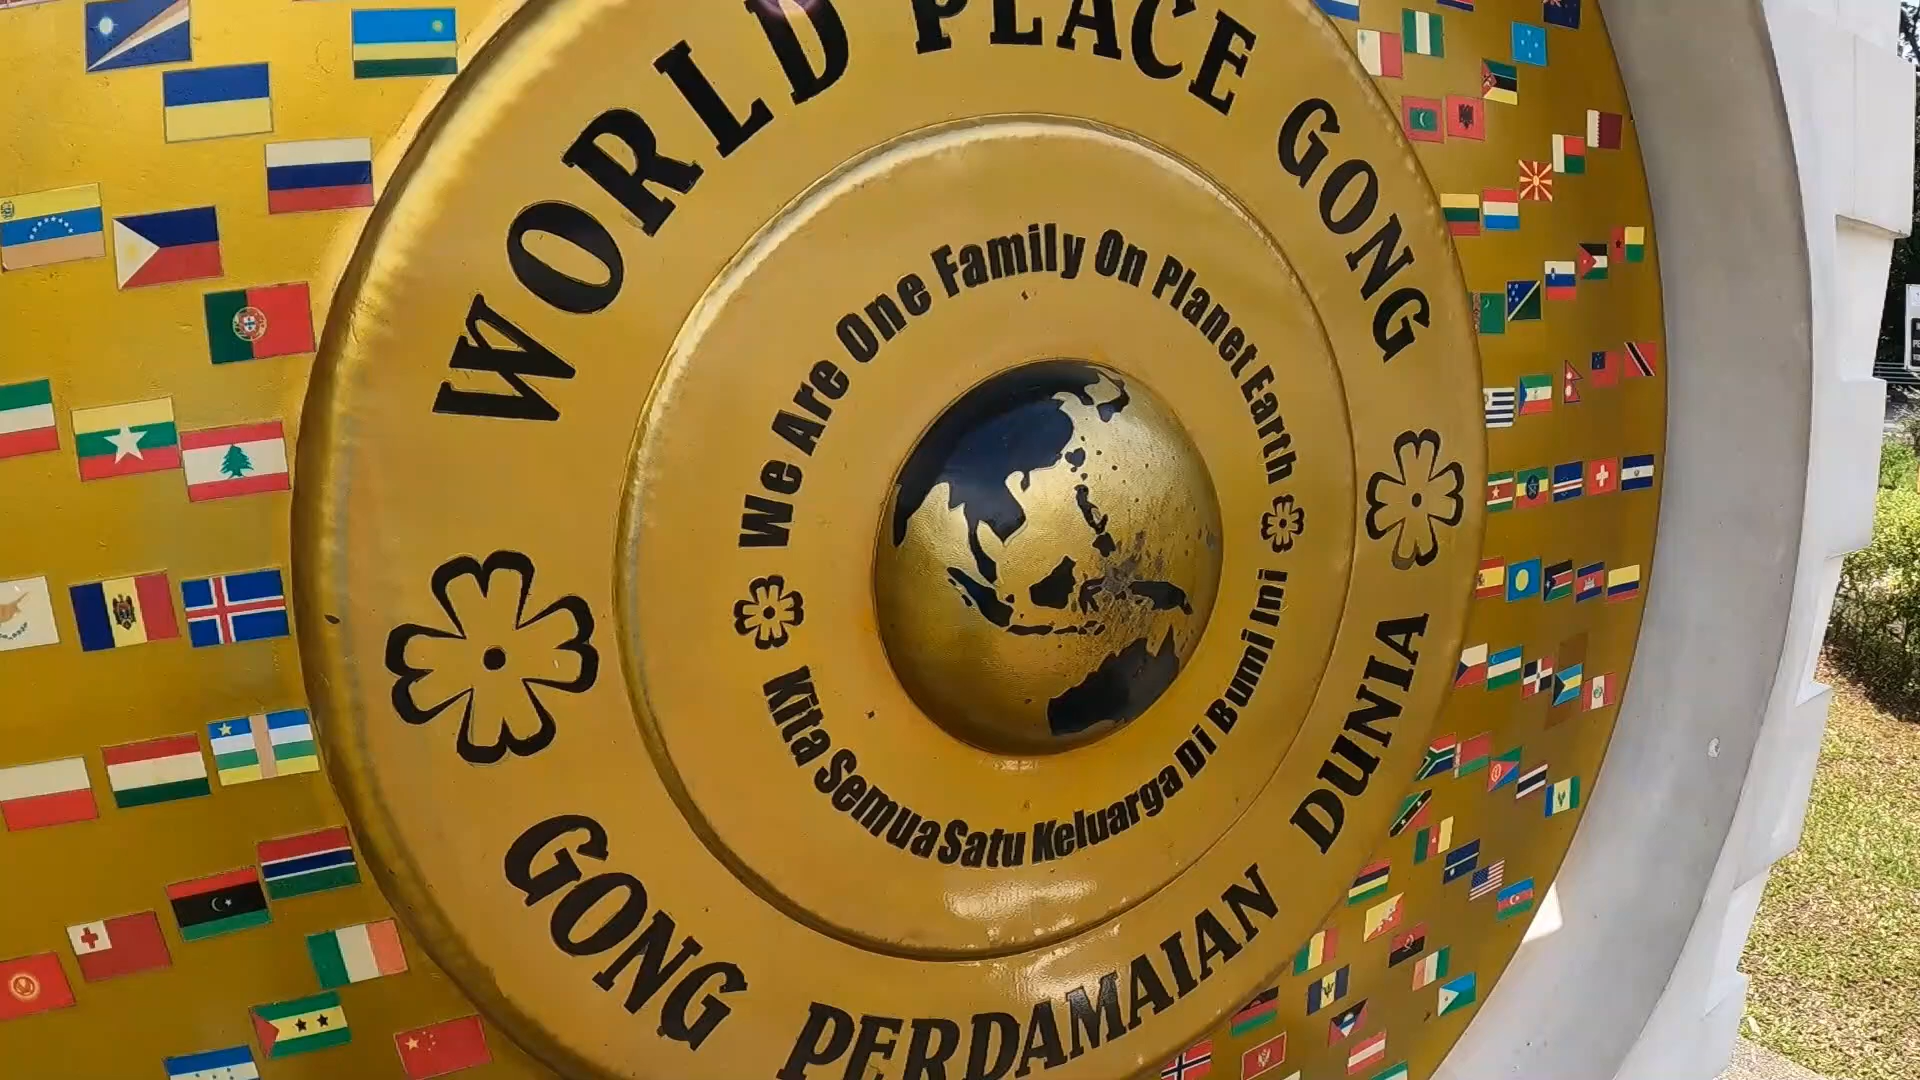 WORLD PLACE GONG
We Are One Family On Planet Earth
Kita Semua Satu Keluarga Di Bumi Ini
GONG PERDAMAIAN DUNIA